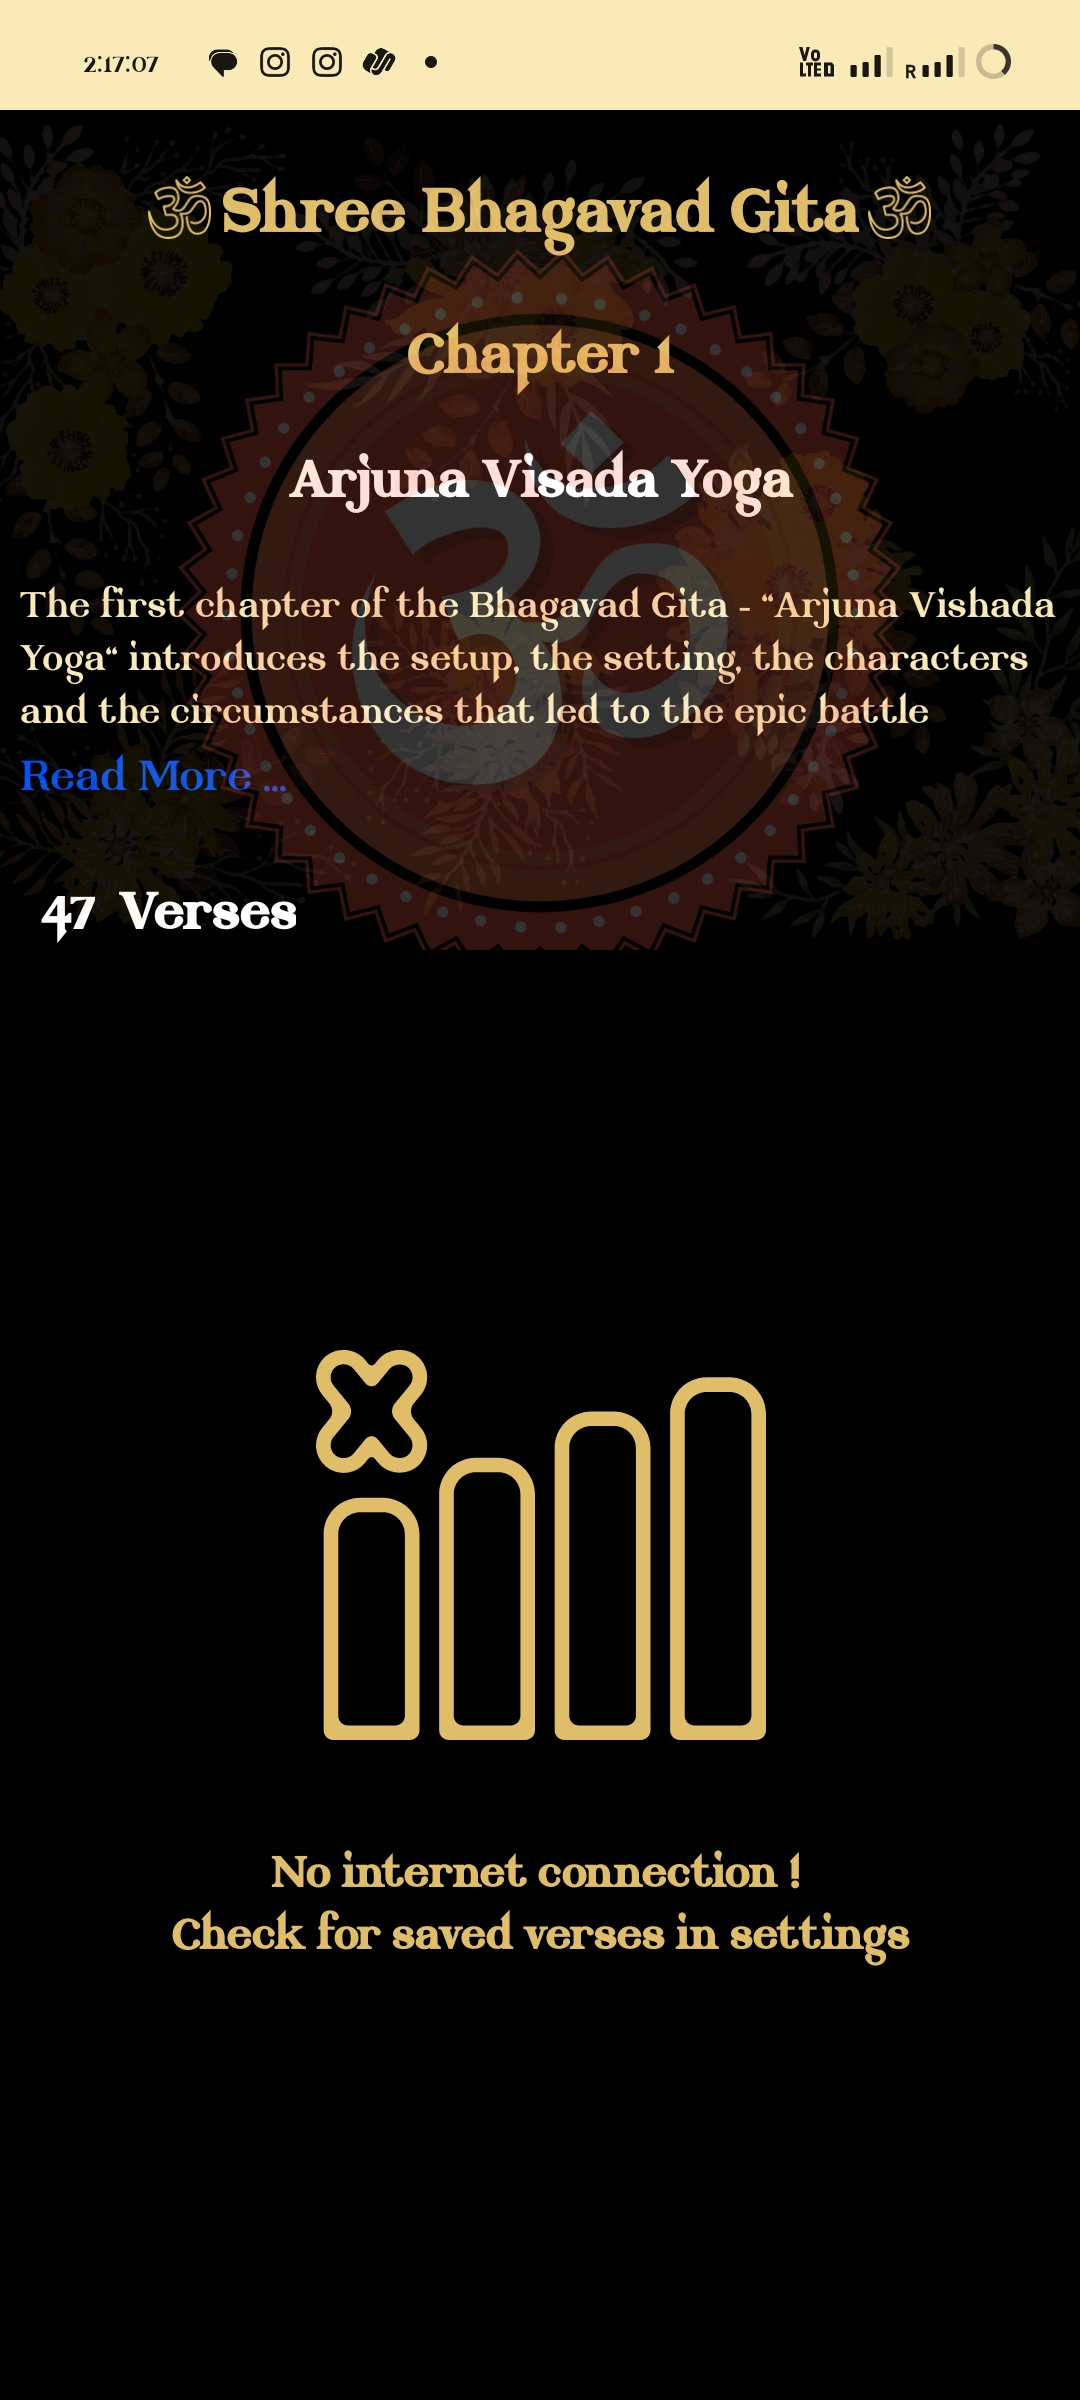 2:17:07
Vo
LTE D
R
ॐ Shree Bhagavad Gita ॐ
Chapter 1
Arjuna Visada Yoga
The first chapter of the Bhagavad Gita - “Arjuna Vishada
Yoga“ introduces the setup, the setting, the characters
and the circumstances that led to the epic battle
Read More ...
47 Verses
No internet connection !
Check for saved verses in settings